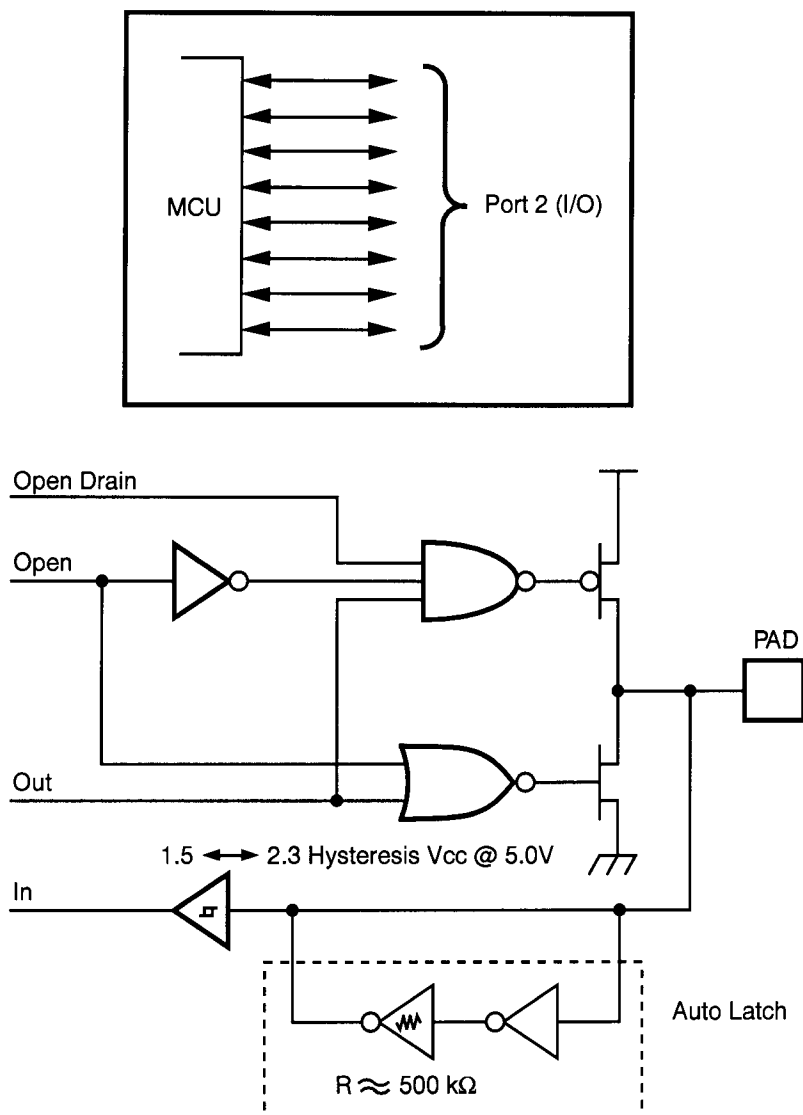 MCU
Port 2 (I/O)
Open Drain
Open
PAD
Out
1.5 ↔ 2.3 Hysteresis Vcc @ 5.0V
In
Auto Latch
R ≈ 500 kΩ